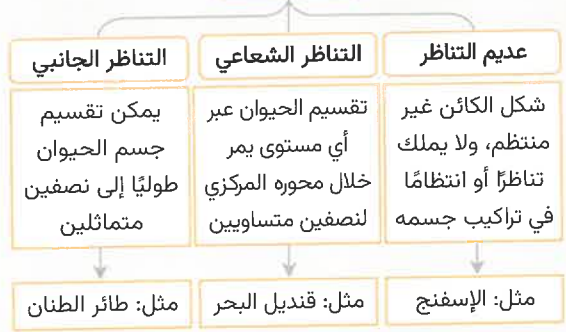 عديم التناظر
شكل الكائن غير
منتظم، ولا يملك
تناظرًا أو انتظامًا
في تراكيب جسمه
مثل: الإسفنج
التناظر الشعاعي
تقسيم الحيوان عبر
أي مستوى يمر
خلال محوره المركزي
لنصفين متساويين
مثل: قنديل البحر
التناظر الجانبي
يمكن تقسيم
جسم الحيوان
طوليًا إلى نصفين
متماثلين
مثل: طائر الطنان